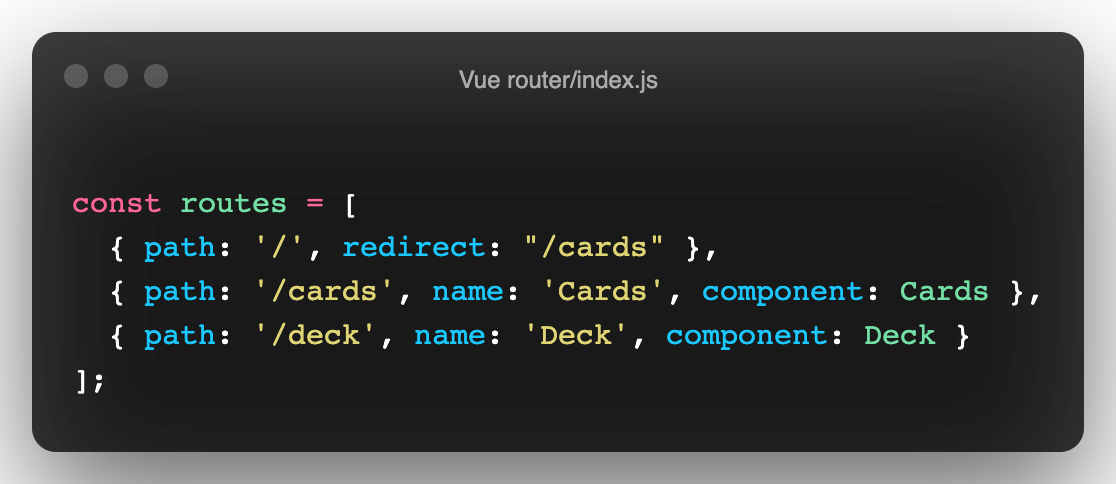 Vue router/index.js
const routes = [
  { path: '/', redirect: "/cards" },
  { path: '/cards', name: 'Cards', component: Cards },
  { path: '/deck', name: 'Deck', component: Deck }
];